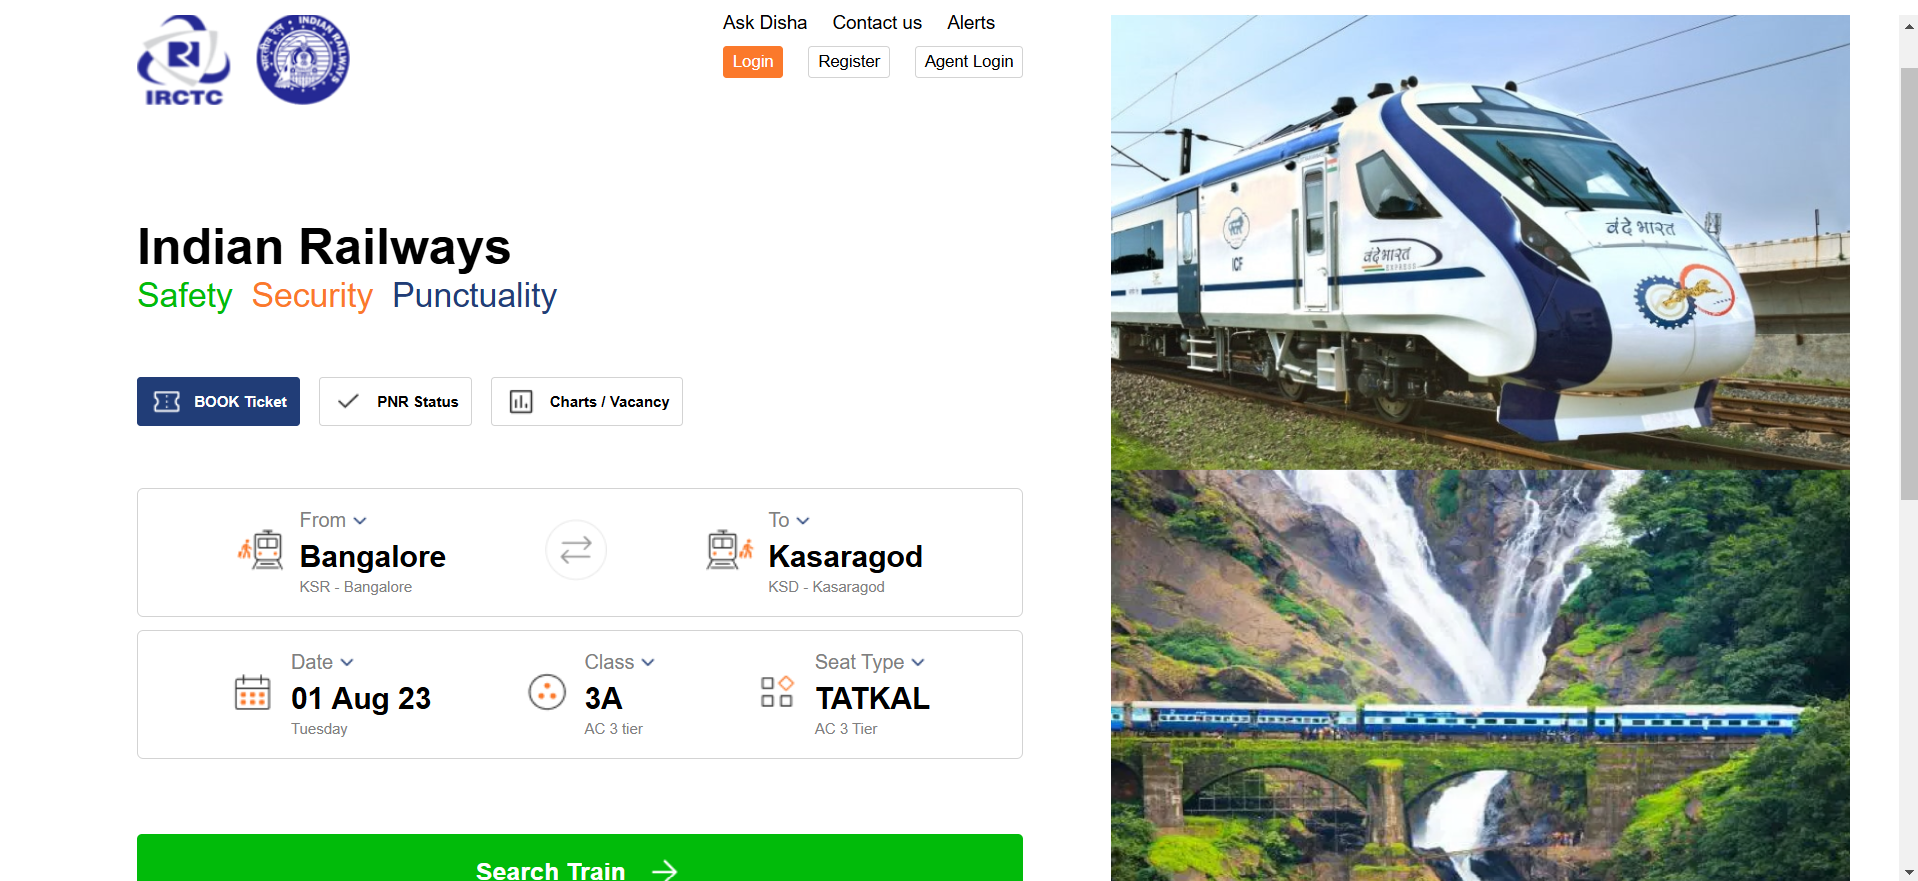 IRCTC
INDIAN RAILWAYS
भारतीय रेल
Ask Disha Contact us Alerts
Login Register Agent Login
Indian Railways
Safety Security Punctuality
BOOK Ticket PNR Status Charts / Vacancy
From To
Bangalore Kasaragod
KSR - Bangalore KSD - Kasaragod
Date Class Seat Type
01 Aug 23 3A TATKAL
Tuesday AC 3 tier AC 3 Tier
Search Train
वंदे भारत
वंदे भारत
EXPRESS
ICF